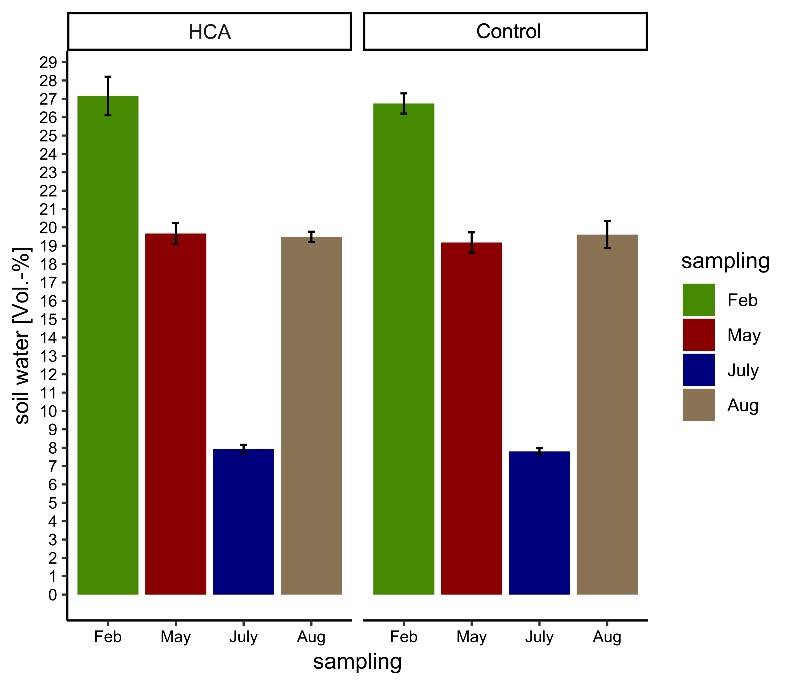 HCA
Control
29
28
27
26
25
24
23
22
21
20
19
18
17
16
15
14
13
12
11
10
9
8
7
6
5
4
3
2
1
0
soil water [Vol.-%]
Feb May July Aug
Feb May July Aug
sampling
sampling
Feb
May
July
Aug